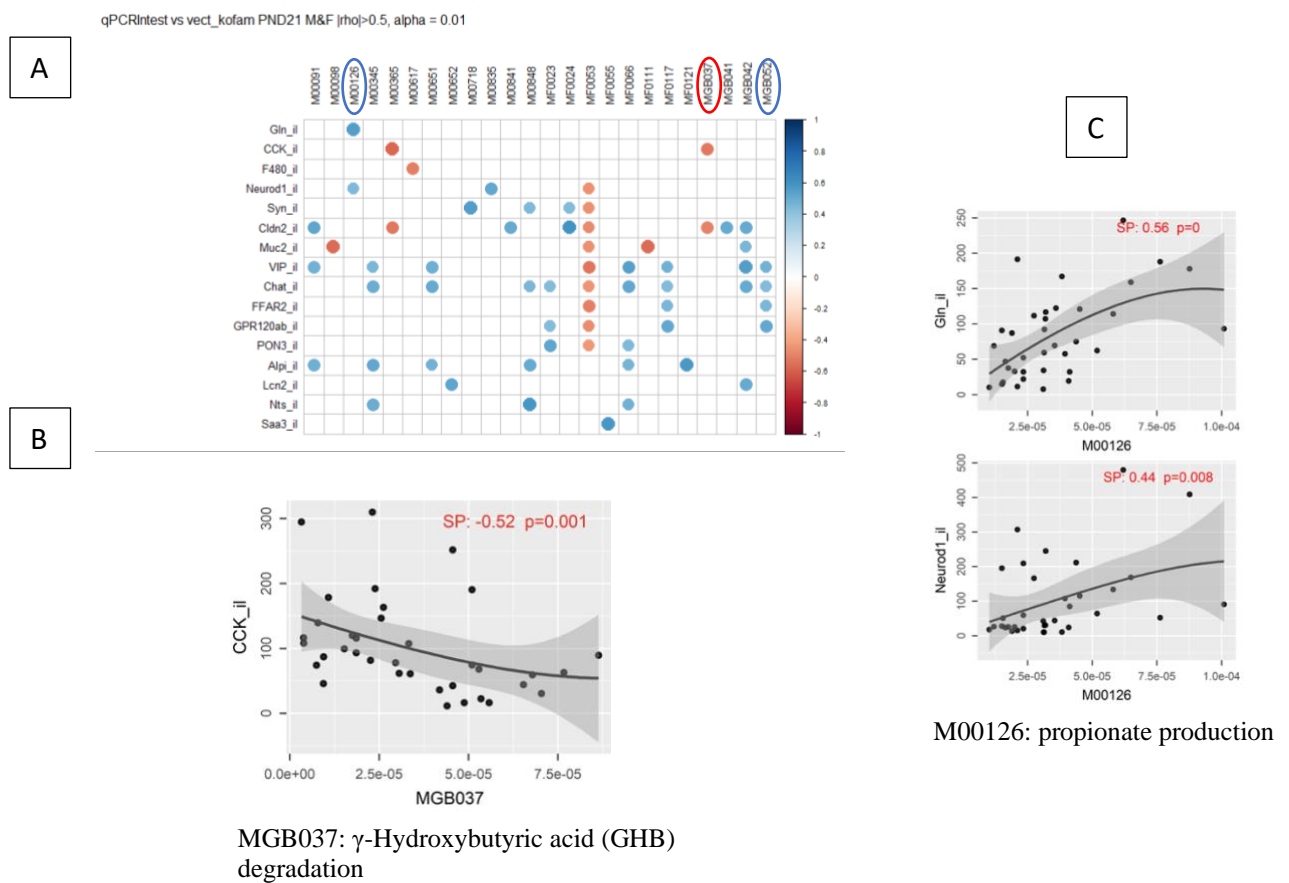 qPCRIntest vs vect_kofam PND21 M&F |rho|>0.5, alpha = 0.01
A
M00091
M00098
M00126
M00345
M00365
M00617
M00651
M00652
M00718
M00835
M00841
M00848
MF0023
MF0024
MF0053
MF0055
MF0066
MF0111
MF0117
MF0121
MGB037
MGB041
MGB042
MGB052
Gln_il
CCK_il
F480_il
Neurod1_il
Syn_il
Cldn2_il
Muc2_il
VIP_il
Chat_il
FFAR2_il
GPR120ab_il
PON3_il
Alpi_il
Lcn2_il
Nts_il
Saa3_il
1
0.8
0.6
0.4
0.2
0
-0.2
-0.4
-0.6
-0.8
-1
B
SP: -0.52 p=0.001
CCK_il
300
200
100
0
0.0e+00 2.5e-05 5.0e-05 7.5e-05
MGB037
MGB037: γ-Hydroxybutyric acid (GHB)
degradation
C
SP: 0.56 p=0
Gln_il
250
200
150
100
50
0
2.5e-05 5.0e-05 7.5e-05 1.0e-04
M00126
SP: 0.44 p=0.008
Neurod1_il
500
400
300
200
100
0
2.5e-05 5.0e-05 7.5e-05 1.0e-04
M00126
M00126: propionate production